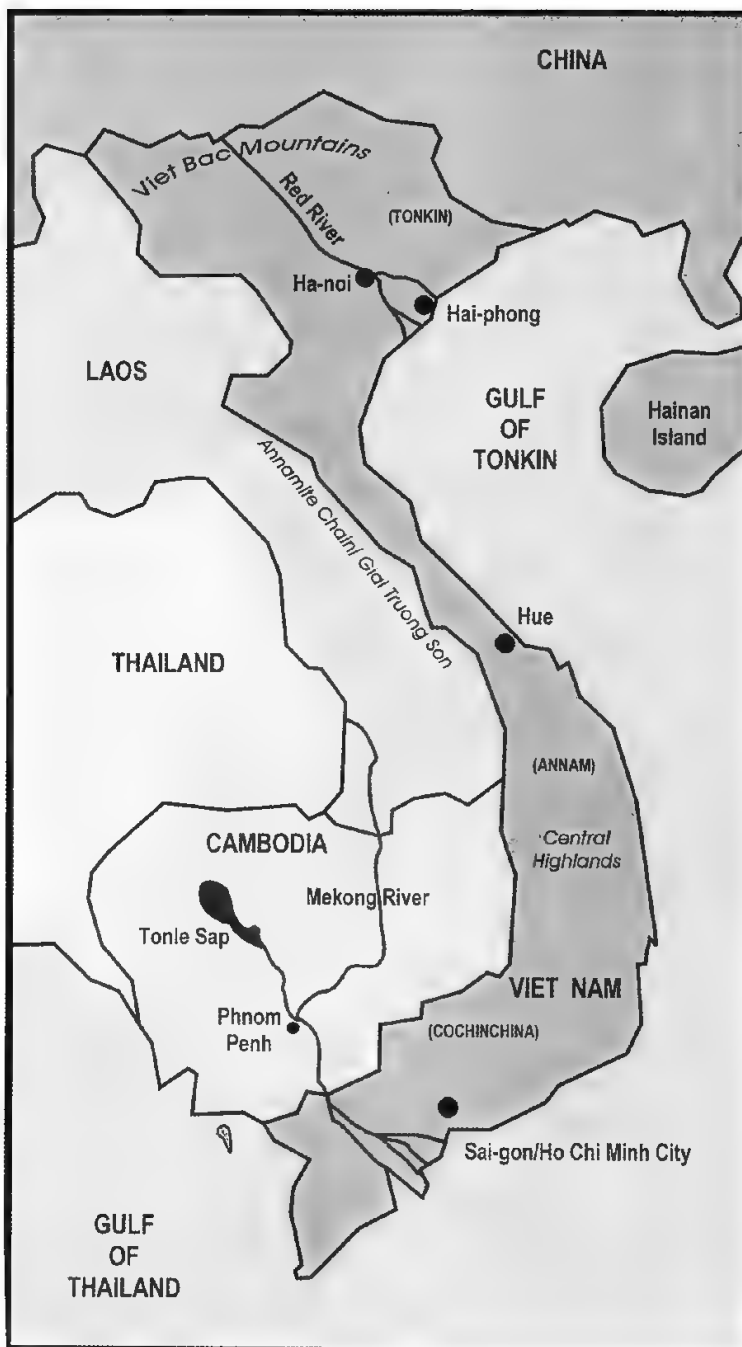 CHINA
Viet Bac Mountains
Red River
(TONKIN)
Ha-noi
Hai-phong
LAOS
GULF
OF
TONKIN
Hainan
Island
Annamite Chain/ Giai Truong Son
Hue
THAILAND
(ANNAM)
Central
Highlands
CAMBODIA
Mekong River
Tonle Sap
VIET NAM
Phnom
Penh
(COCHINCHINA)
Sai-gon/Ho Chi Minh City
GULF
OF
THAILAND